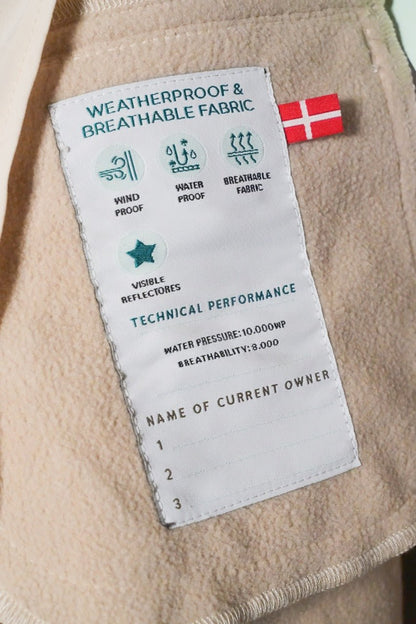 WEATHERPROOF &
BREATHABLE FABRIC
WIND
PROOF
WATER
PROOF
BREATHABLE
FABRIC
VISIBLE
REFLECTORES
TECHNICAL PERFORMANCE
WATER PRESSURE:10.000WP
BREATHABILITY:8.000
NAME OF CURRENT OWNER
1
2
3